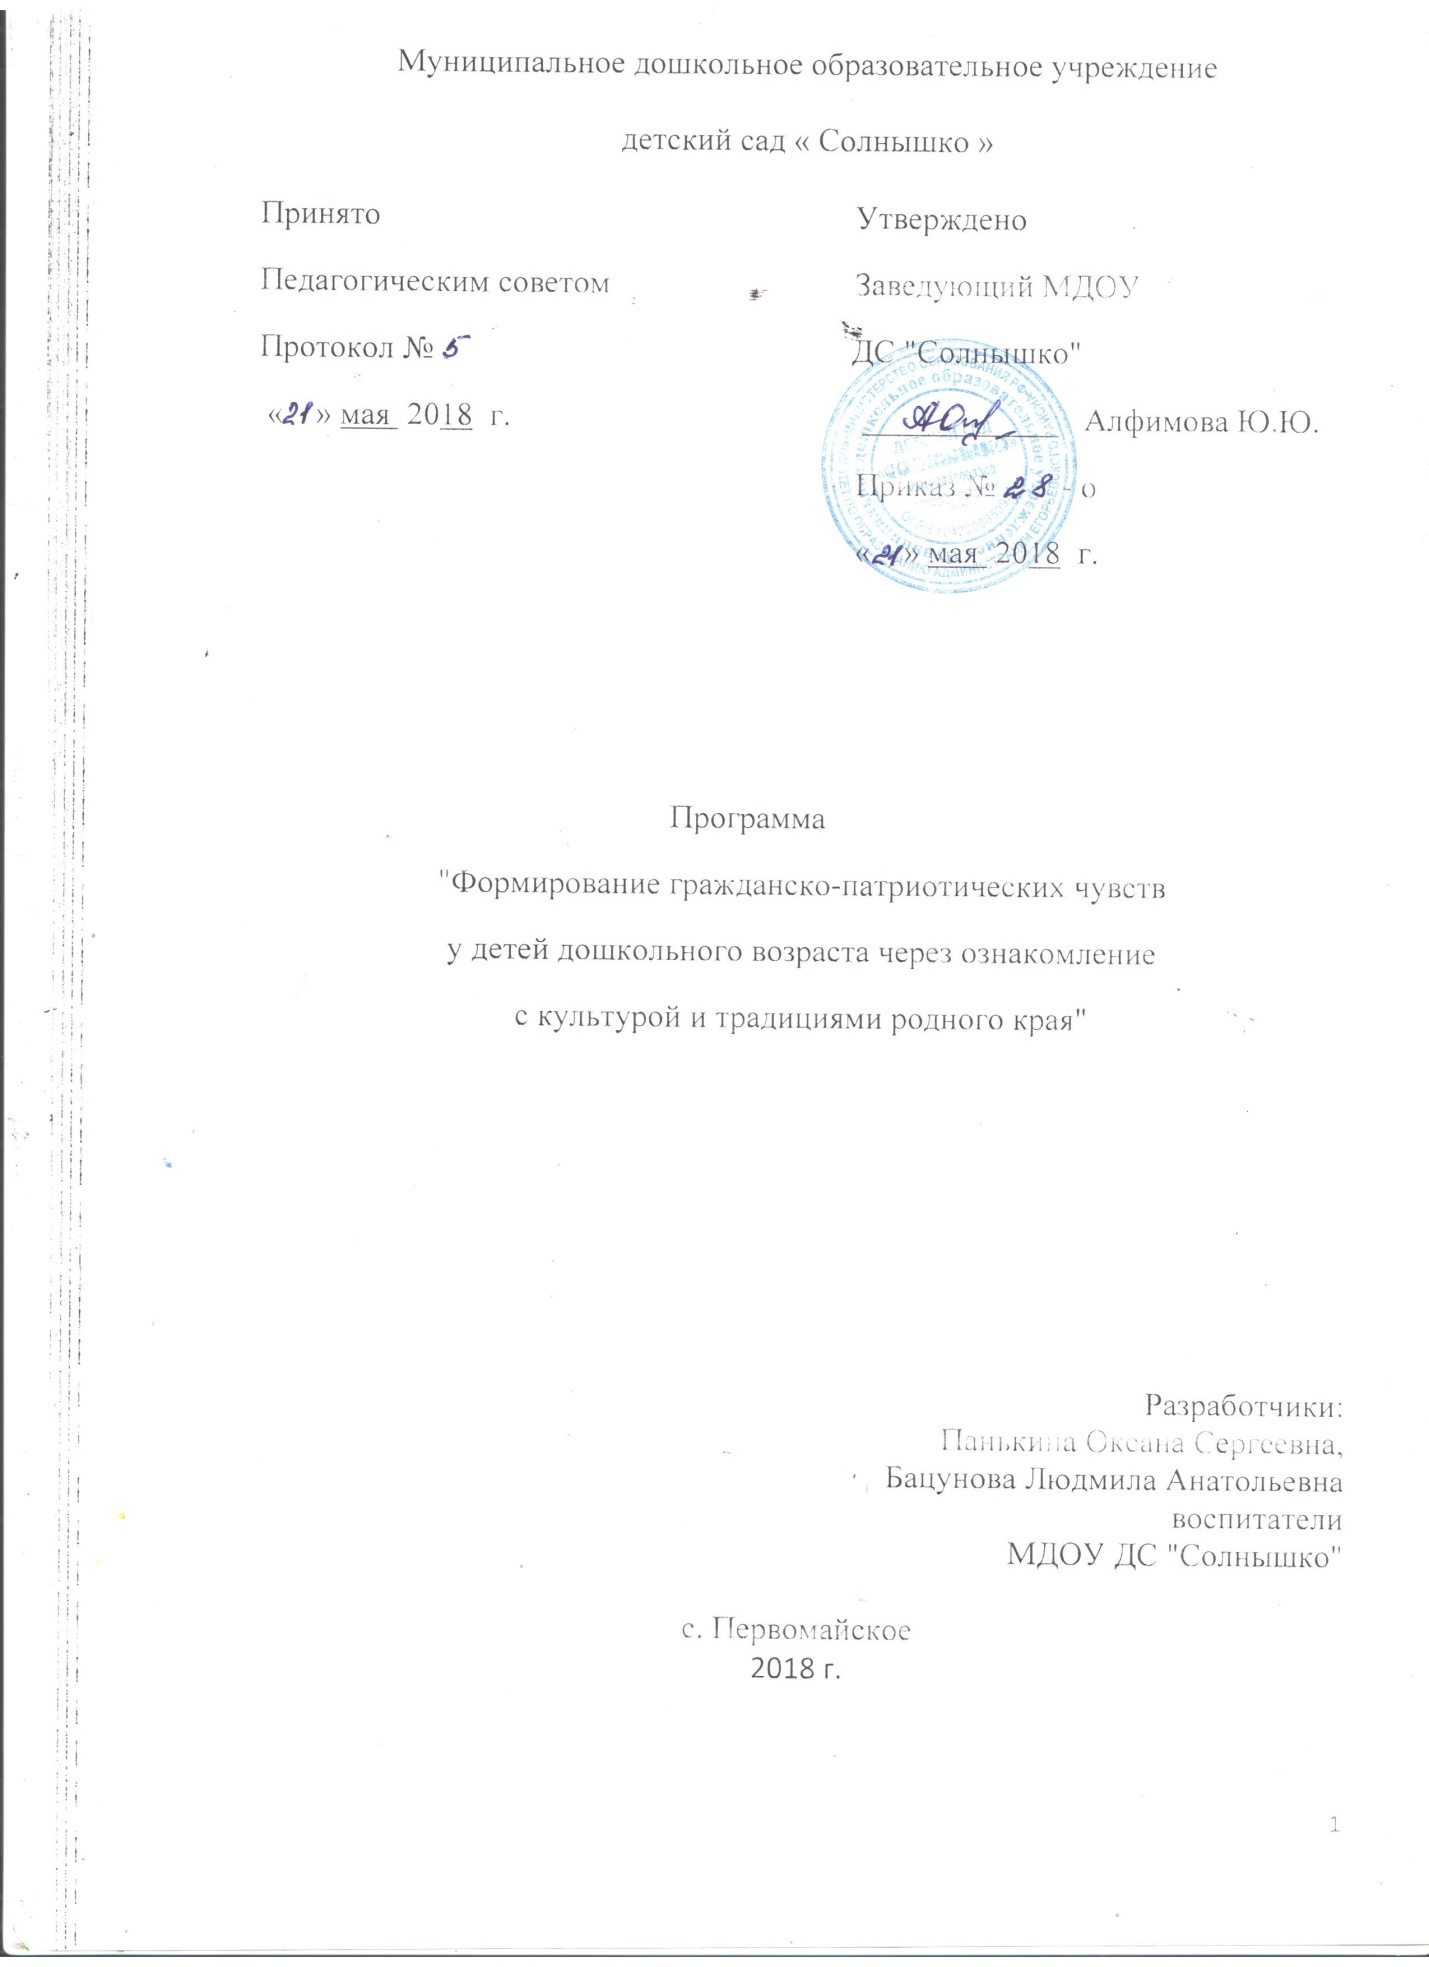 Муниципальное дошкольное образовательное учреждение
детский сад « Солнышко »
Принято
Педагогическим советом
Протокол № 5
«21» мая 2018 г.
Утверждено
Заведующий МДОУ
ДС "Солнышко"
Алфимова Ю.Ю.
Приказ № 28 - о
«21» мая 2018 г.
Программа
"Формирование гражданско-патриотических чувств
у детей дошкольного возраста через ознакомление
с культурой и традициями родного края"
Разработчики:
Панькина Оксана Сергеевна,
Бацунова Людмила Анатольевна
воспитатели
МДОУ ДС "Солнышко"
с. Первомайское
2018 г.
1